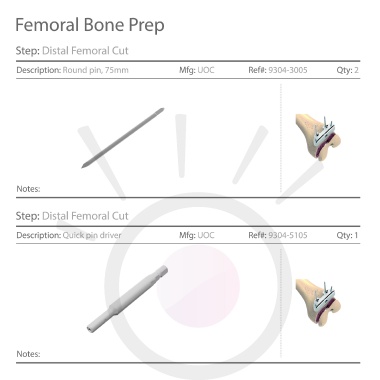 Femoral Bone Prep
Step: Distal Femoral Cut
Description: Round pin, 75mm Mfg: UOC Ref#: 9304-3005 Qty: 2
Notes:
Step: Distal Femoral Cut
Description: Quick pin driver Mfg: UOC Ref#: 9304-5105 Qty: 1
Notes: